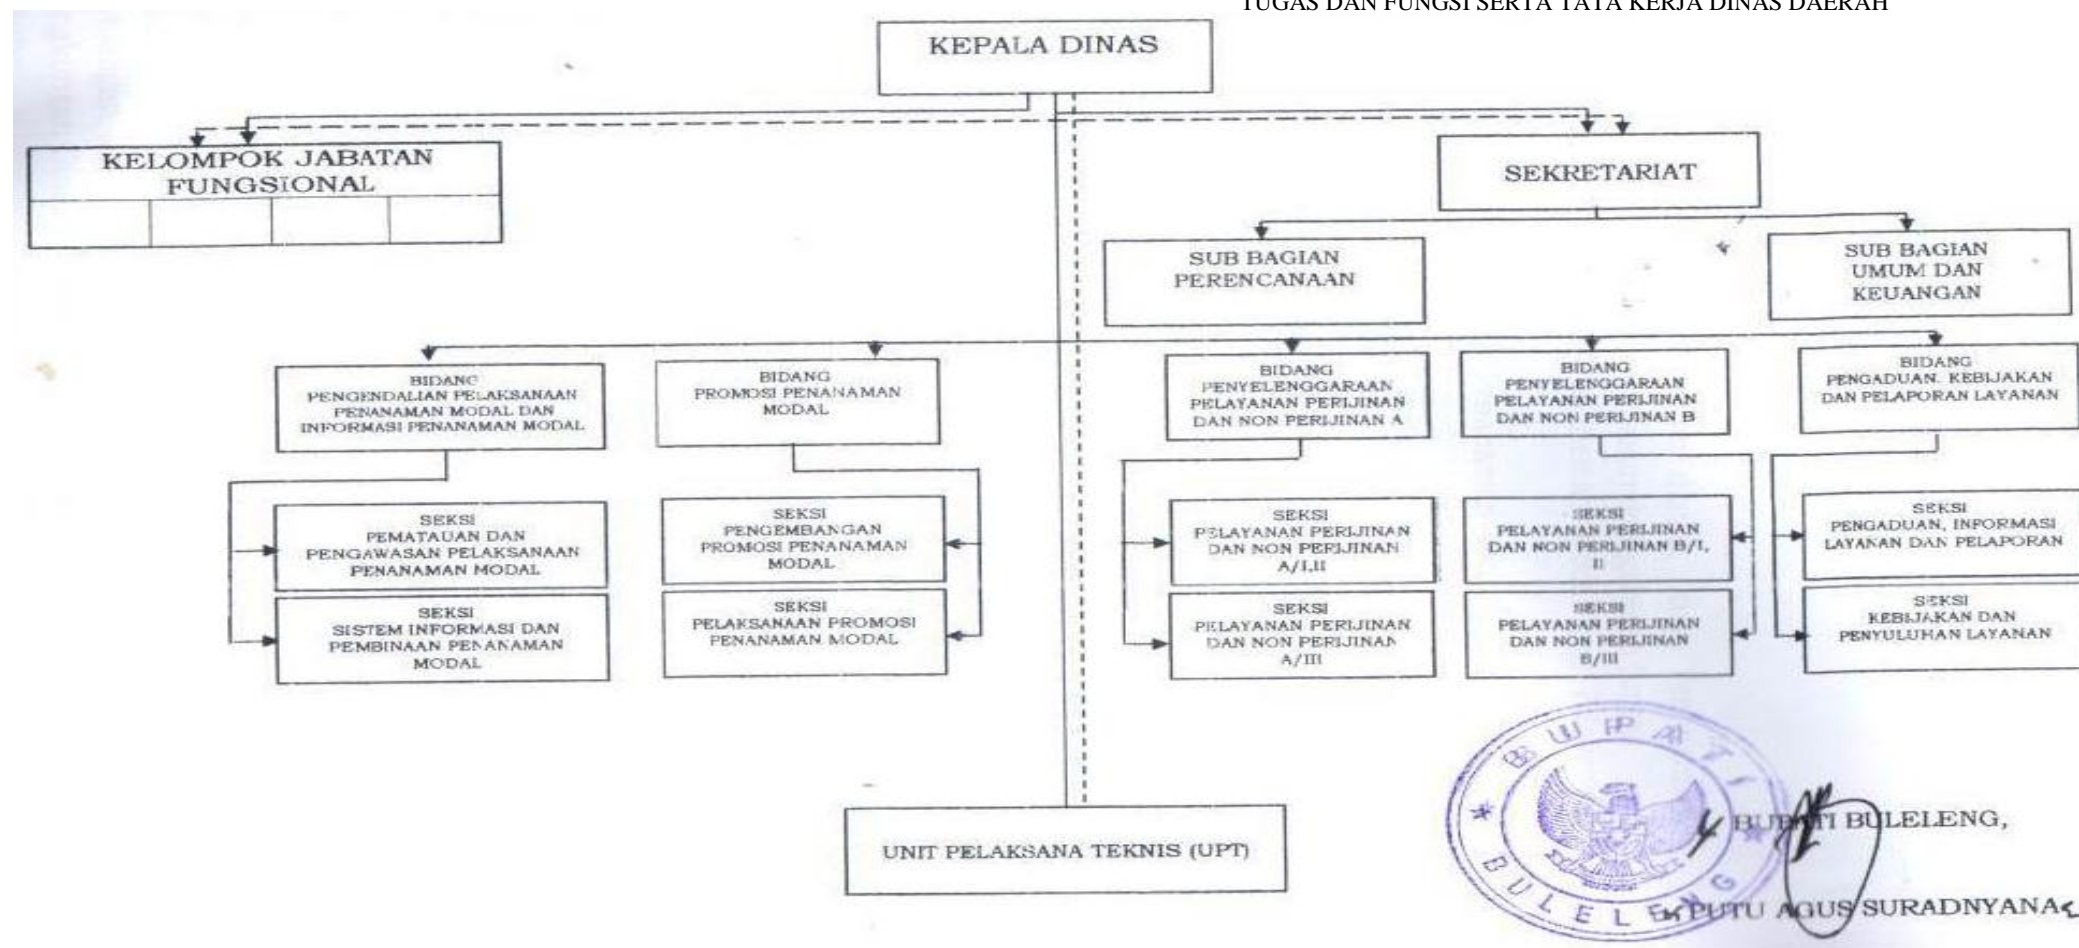 TUGAS DAN FUNGSI SERTA TATA KERJA DINAS DAERAH
KEPALA DINAS
KELOMPOK JABATAN
FUNGSIONAL
SEKRETARIAT
SUB BAGIAN
PERENCANAAN
SUB BAGIAN
UMUM DAN
KEUANGAN
BIDANG
PENGENDALIAN PELAKSANAAN
PENANAMAN MODAL DAN
INFORMASI PENANAMAN MODAL
BIDANG
PROMOSI PENANAMAN
MODAL
BIDANG
PENYELENGGARAAN
PELAYANAN PERIJINAN
DAN NON PERIJINAN A
BIDANG
PENYELENGGARAAN
PELAYANAN PERIJINAN
DAN NON PERIJINAN B
BIDANG
PENGADUAN. KEBIJAKAN
DAN PELAPORAN LAYANAN
SEKSI
PEMATAUAN DAN
PENGAWASAN PELAKSANAAN
PENANAMAN MODAL
SEKSI
PENGEMBANGAN
PROMOSI PENANAMAN
MODAL
SEKSI
PELAYANAN PERIJINAN
DAN NON PERIJINAN
A/I,II
SEKSI
PELAYANAN PERIJINAN
DAN NON PERIJINAN B/I,
II
SEKSI
PENGADUAN, INFORMASI
LAYANAN DAN PELAPORAN
SEKSI
SISTEM INFORMASI DAN
PEMBINAAN PENANAMAN
MODAL
SEKSI
PELAKSANAAN PROMOSI
PENANAMAN MODAL
SEKSI
PELAYANAN PERIJINAN
DAN NON PERIJINAN
A/III
SEKSI
PELAYANAN PERIJINAN
DAN NON PERIJINAN
B/III
SEKSI
KEBIJAKAN DAN
PENYULUHAN LAYANAN
UNIT PELAKSANA TEKNIS (UPT)
BUPATI
BULELENG
BUPATI BULELENG,
PUTU AGUS SURADNYANA